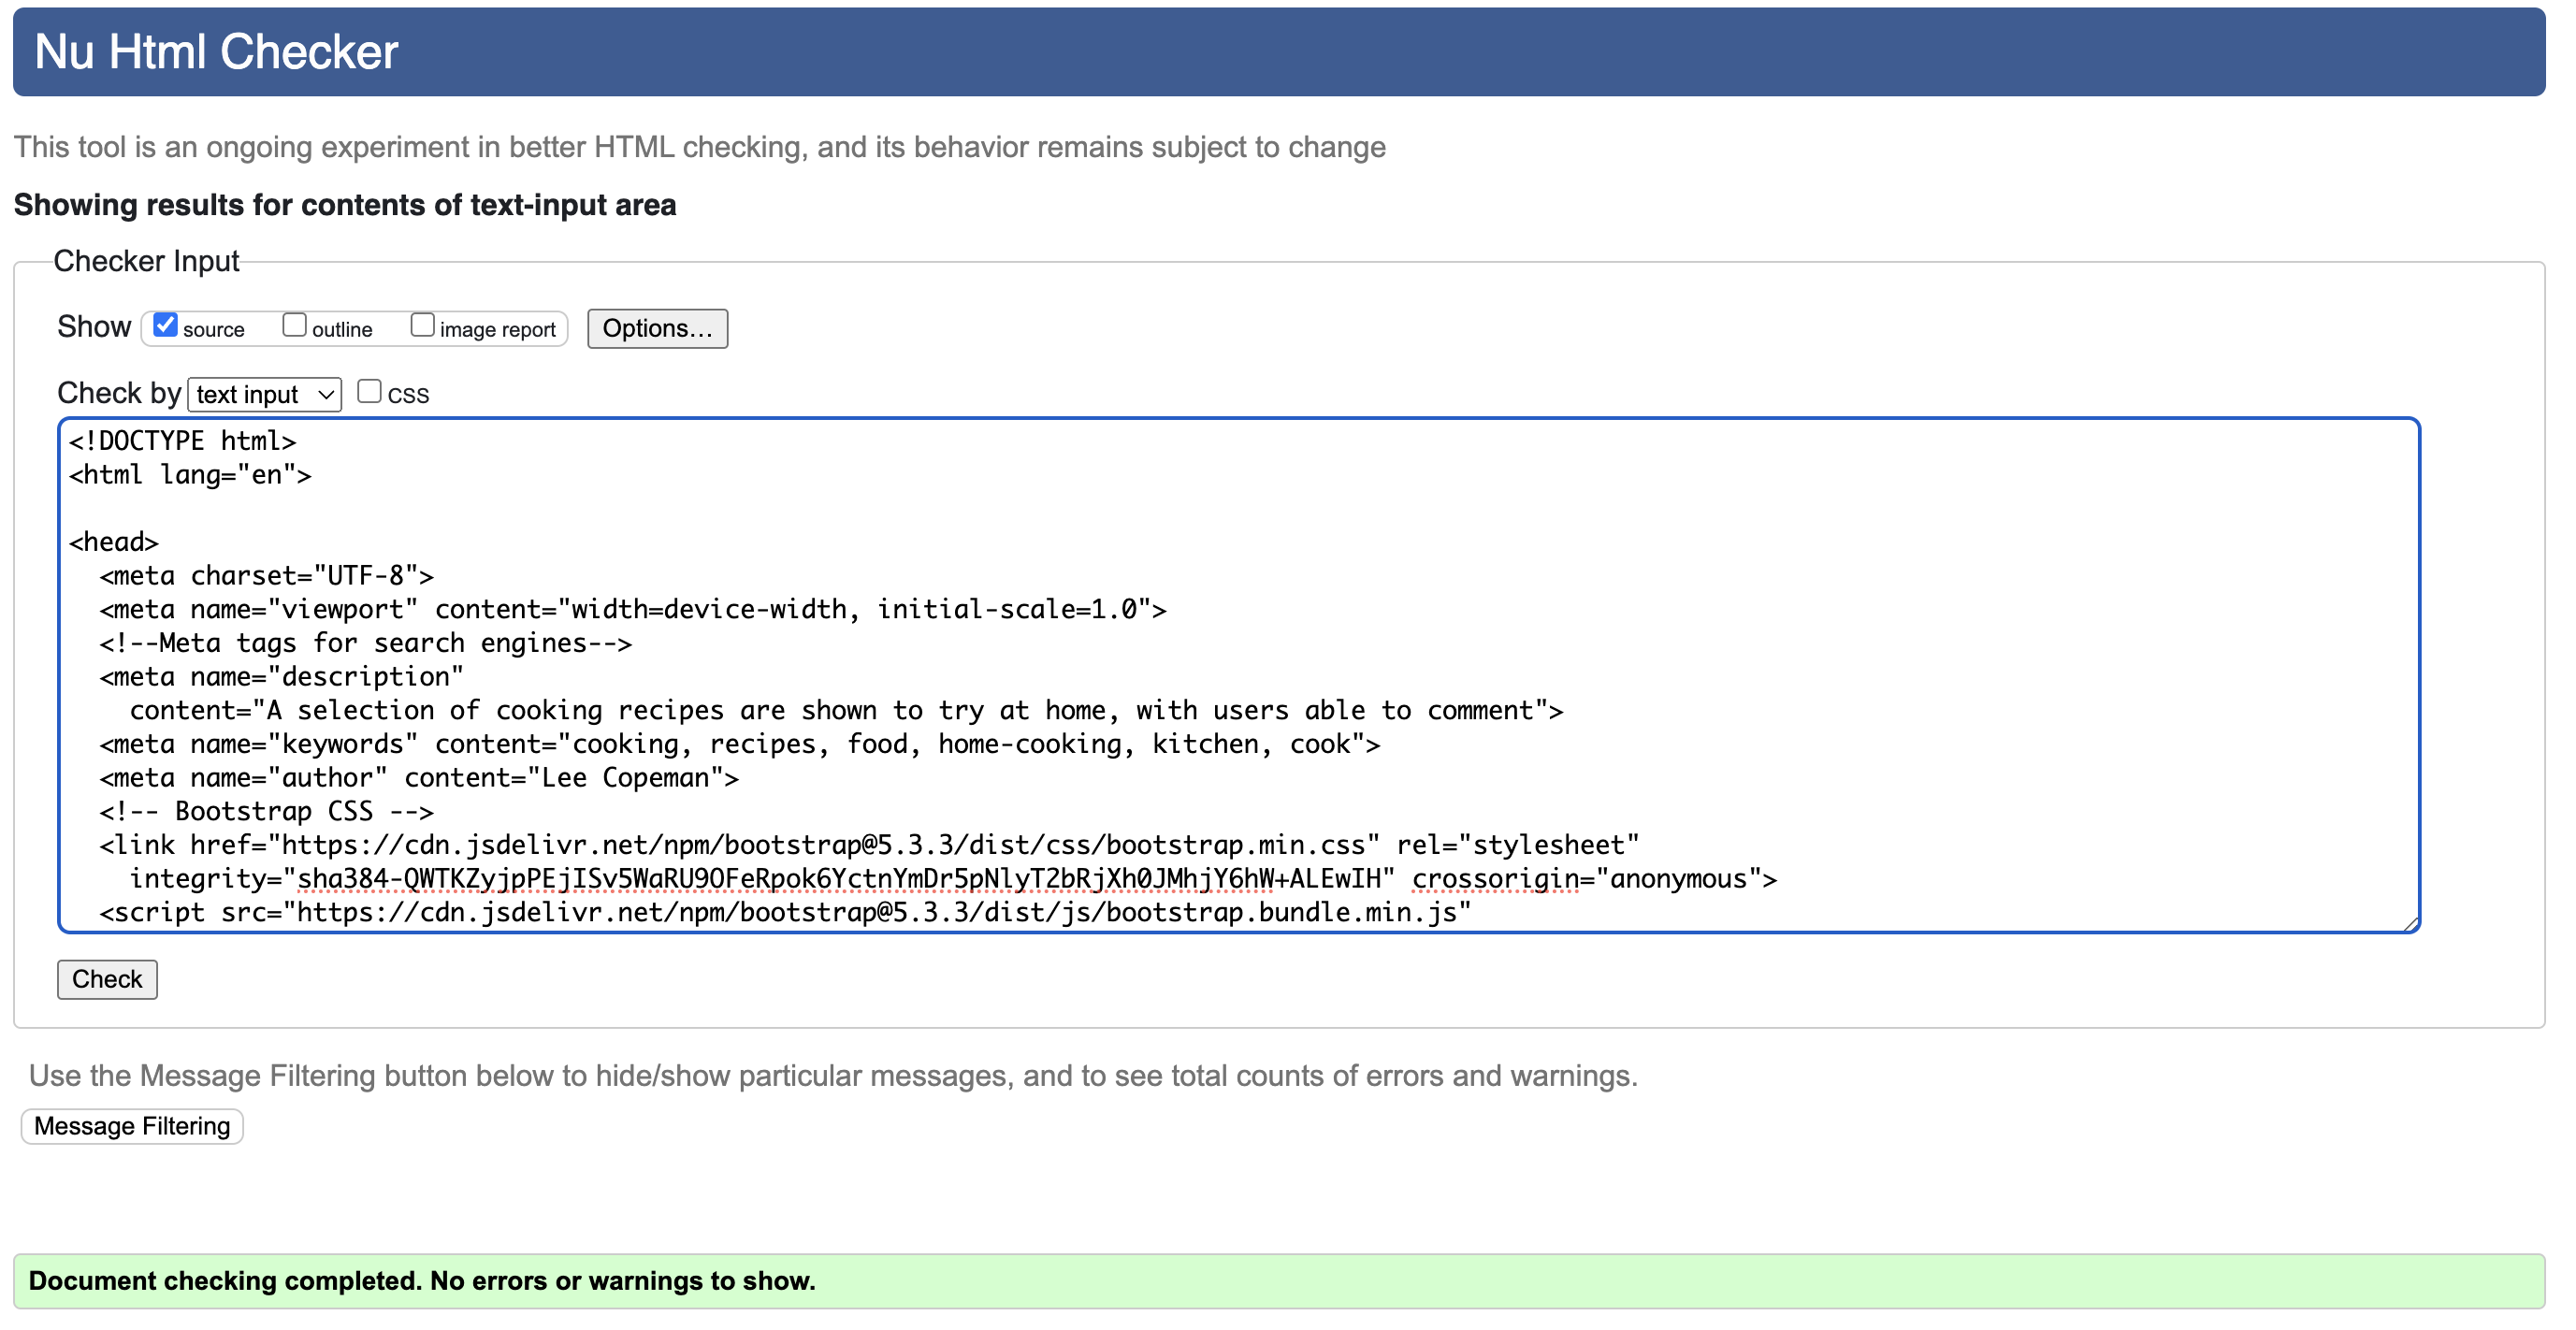 Nu Html Checker
This tool is an ongoing experiment in better HTML checking, and its behavior remains subject to change
Showing results for contents of text-input area
Checker Input
Show source outline image report Options...
Check by text input CSS
<!DOCTYPE html>
<html lang="en">
<head>
<meta charset="UTF-8">
<meta name="viewport" content="width=device-width, initial-scale=1.0">
<!--Meta tags for search engines-->
<meta name="description"
content="A selection of cooking recipes are shown to try at home, with users able to comment">
<meta name="keywords" content="cooking, recipes, food, home-cooking, kitchen, cook">
<meta name="author" content="Lee Copeman">
<!-- Bootstrap CSS -->
<link href="https://cdn.jsdelivr.net/npm/bootstrap@5.3.3/dist/css/bootstrap.min.css" rel="stylesheet"
integrity="sha384-QWTKZyjpPEjISv5WaRU9OFeRpok6YctnYmDr5pNlyT2bRjXh0JMhjY6hW+ALEwIH" crossorigin="anonymous">
<script src="https://cdn.jsdelivr.net/npm/bootstrap@5.3.3/dist/js/bootstrap.bundle.min.js"
Check
Use the Message Filtering button below to hide/show particular messages, and to see total counts of errors and warnings.
Message Filtering
Document checking completed. No errors or warnings to show.